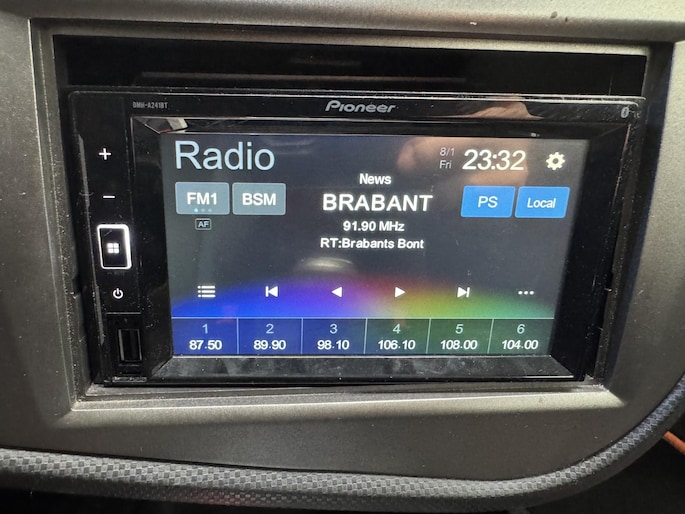 DMH-A241BT
Pioneer
Radio
8/1
Fri
23:32
News
FM1
BSM
BRABANT
PS
Local
AF
91.90 MHz
RT:Brabants Bont
1 2 3 4 5 6
87.50 89.90 98.10 106.10 108.00 104.00